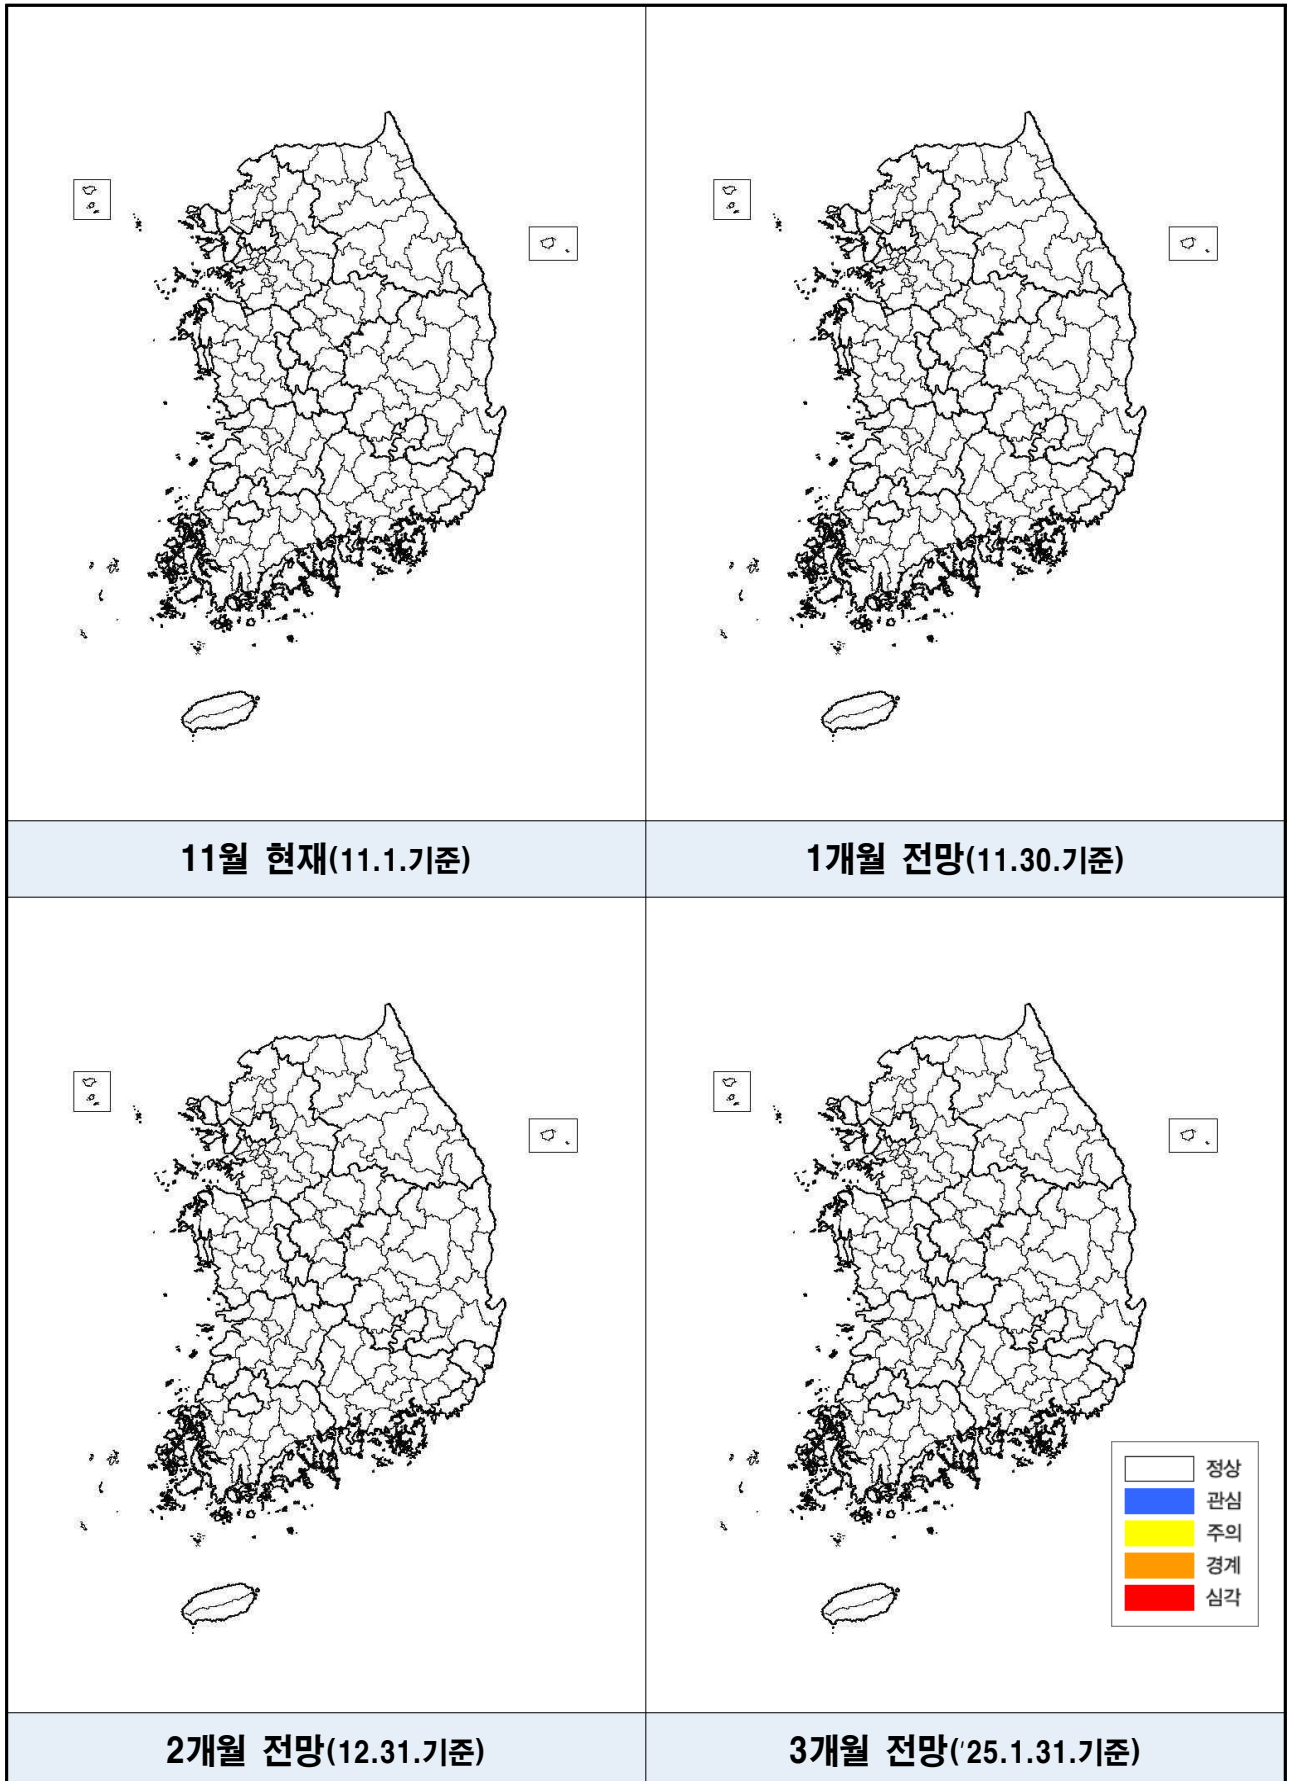 11월 현재(11.1.기준)
1개월 전망(11.30.기준)
정상
관심
주의
경계
심각
2개월 전망(12.31.기준)
3개월 전망('25.1.31.기준)